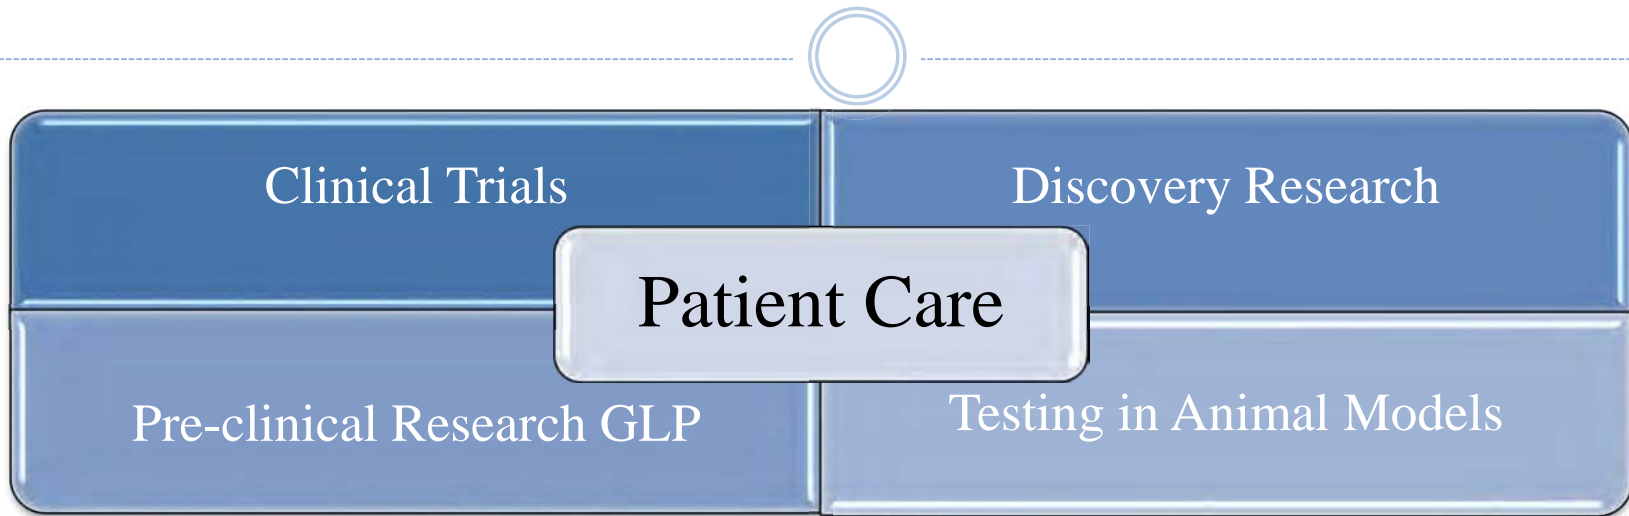 Clinical Trials
Discovery Research
Patient Care
Pre-clinical Research GLP
Testing in Animal Models